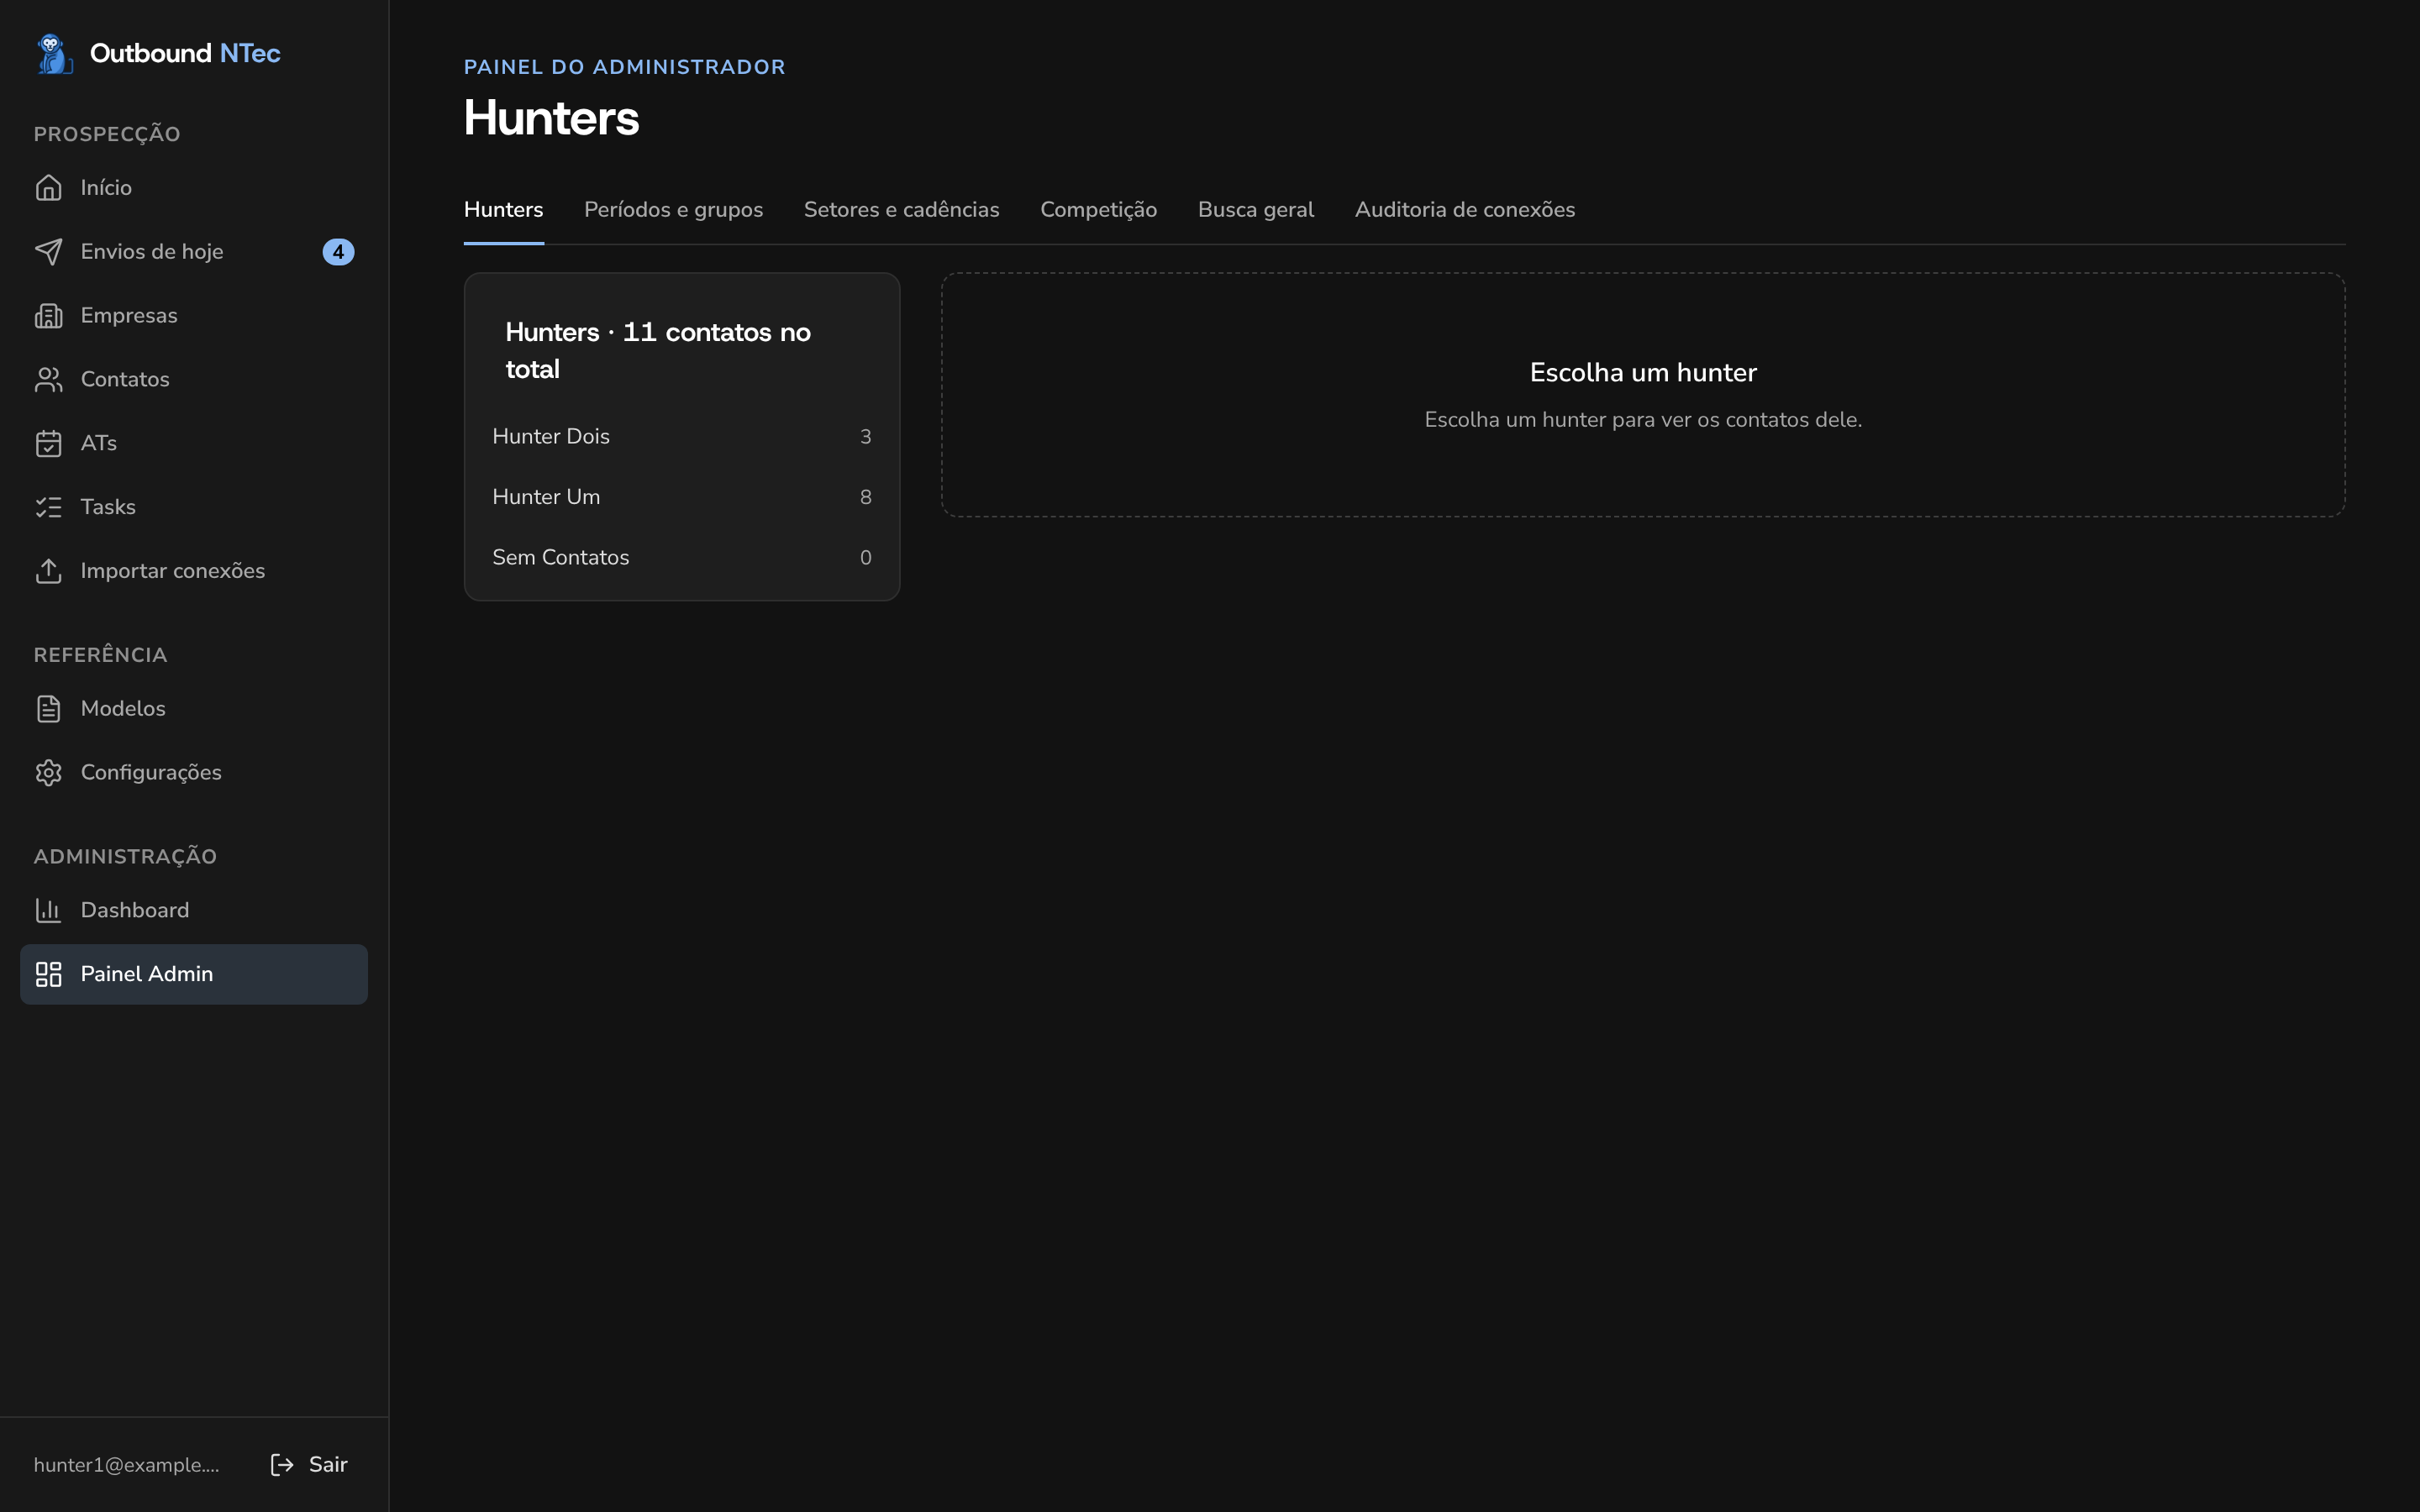 Outbound NTec
PROSPECÇÃO
Início
Envios de hoje 4
Empresas
Contatos
ATs
Tasks
Importar conexões
REFERÊNCIA
Modelos
Configurações
ADMINISTRAÇÃO
Dashboard
Painel Admin
hunter1@example.... Sair
PAINEL DO ADMINISTRADOR
Hunters
Hunters Períodos e grupos Setores e cadências Competição Busca geral Auditoria de conexões
Hunters · 11 contatos no
total
Hunter Dois 3
Hunter Um 8
Sem Contatos 0
Escolha um hunter
Escolha um hunter para ver os contatos dele.